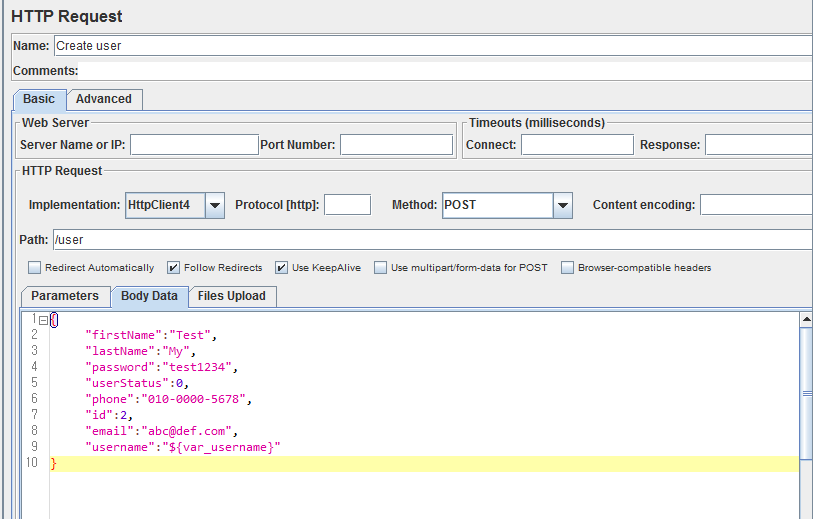 HTTP Request
Name: Create user
Comments:
Basic Advanced
Web Server Timeouts (milliseconds)
Server Name or IP: Port Number: Connect: Response:
HTTP Request
Implementation: HttpClient4 Protocol [http]: Method: POST Content encoding:
Path: /user
Redirect Automatically Follow Redirects Use KeepAlive Use multipart/form-data for POST Browser-compatible headers
Parameters Body Data Files Upload
1 {
2 "firstName":"Test",
3 "lastName":"My",
4 "password":"test1234",
5 "userStatus":0,
6 "phone":"010-0000-5678",
7 "id":2,
8 "email":"abc@def.com",
9 "username":"${var_username}"
10 }